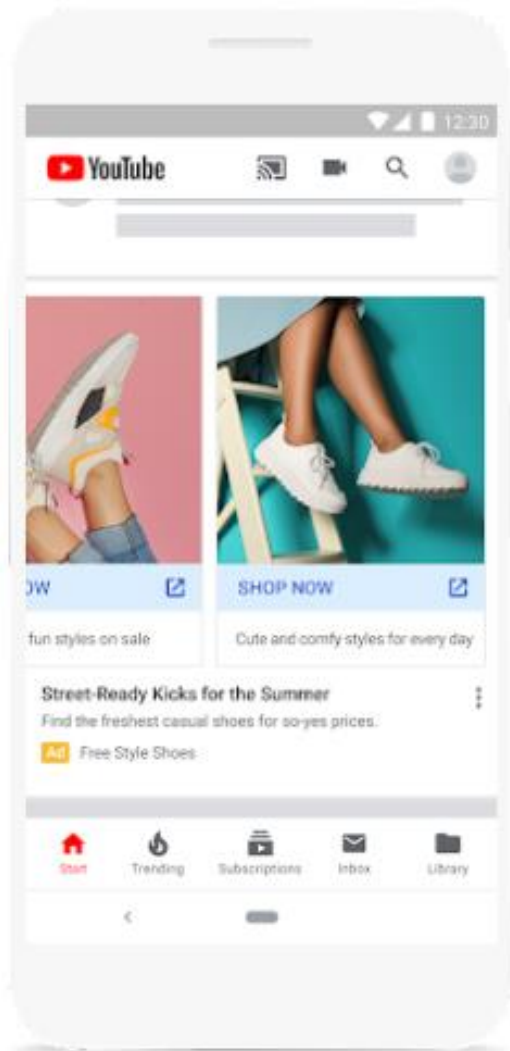 12:30
YouTube
OW
SHOP NOW
fun styles on sale
Cute and comfy styles for every day
Street-Ready Kicks for the Summer
Find the freshest casual shoes for so-yes prices.
Ad Free Style Shoes
Start Trending Subscriptions Inbox Library